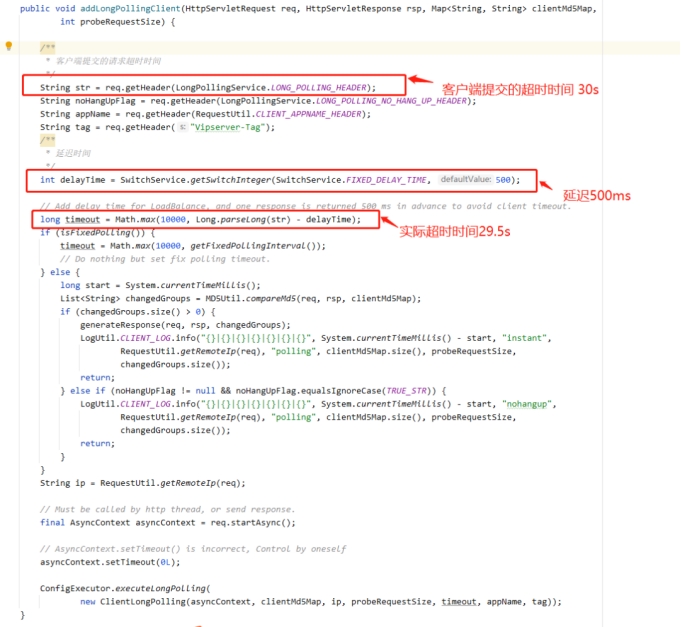 public void addLongPollingClient(HttpServletRequest req, HttpServletResponse rsp, Map<String, String> clientMd5Map,
int probeRequestSize) {
/**
* 客户端提交的请求超时时间
*/
String str = req.getHeader(LongPollingService.LONG_POLLING_HEADER);
客户端提交的超时时间 30s
String noHangUpFlag = req.getHeader(LongPollingService.LONG_POLLING_NO_HANG_UP_HEADER);
String appName = req.getHeader(RequestUtil.CLIENT_APPNAME_HEADER);
String tag = req.getHeader( s: "Vipserver-Tag");
/**
* 延迟时间
*/
int delayTime = SwitchService.getSwitchInteger(SwitchService.FIXED_DELAY_TIME, defaultValue: 500);
延迟500ms
// Add delay time for LoadBalance, and one response is returned 500 ms in advance to avoid client timeout.
long timeout = Math.max(10000, Long.parseLong(str) - delayTime);
实际超时时间29.5s
if (isFixedPolling()) {
timeout = Math.max(10000, getFixedPollingInterval());
// Do nothing but set fix polling timeout.
} else {
long start = System.currentTimeMillis();
List<String> changedGroups = MD5Util.compareMd5(req, rsp, clientMd5Map);
if (changedGroups.size() > 0) {
generateResponse(req, rsp, changedGroups);
LogUtil.CLIENT_LOG.info("{}|{}|{}|{}|{}|{}|{}", System.currentTimeMillis() - start, "instant",
RequestUtil.getRemoteIp(req), "polling", clientMd5Map.size(), probeRequestSize,
changedGroups.size());
return;
} else if (noHangUpFlag != null && noHangUpFlag.equalsIgnoreCase(TRUE_STR)) {
LogUtil.CLIENT_LOG.info("{}|{}|{}|{}|{}|{}|{}", System.currentTimeMillis() - start, "nohangup",
RequestUtil.getRemoteIp(req), "polling", clientMd5Map.size(), probeRequestSize,
changedGroups.size());
return;
}
}
String ip = RequestUtil.getRemoteIp(req);
// Must be called by http thread, or send response.
final AsyncContext asyncContext = req.startAsync();
// AsyncContext.setTimeout() is incorrect, Control by oneself
asyncContext.setTimeout(0L);
ConfigExecutor.executeLongPolling(
new ClientLongPolling(asyncContext, clientMd5Map, ip, probeRequestSize, timeout, appName, tag));
}